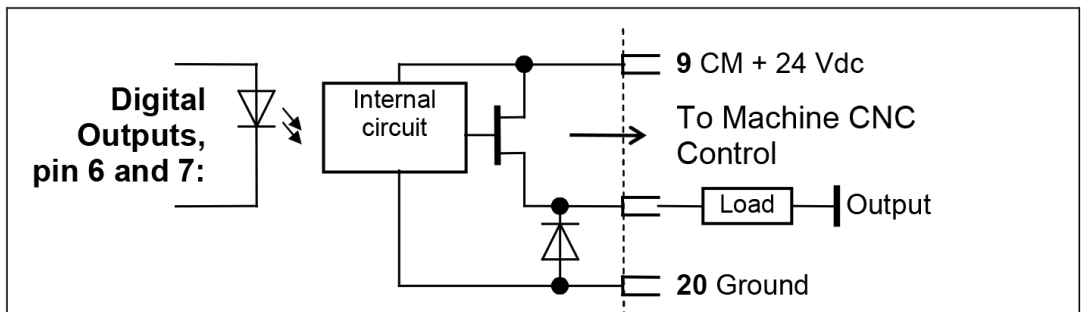 Digital
Outputs,
pin 6 and 7:
Internal
circuit
9 CM + 24 Vdc
To Machine CNC
Control
Load
Output
20 Ground